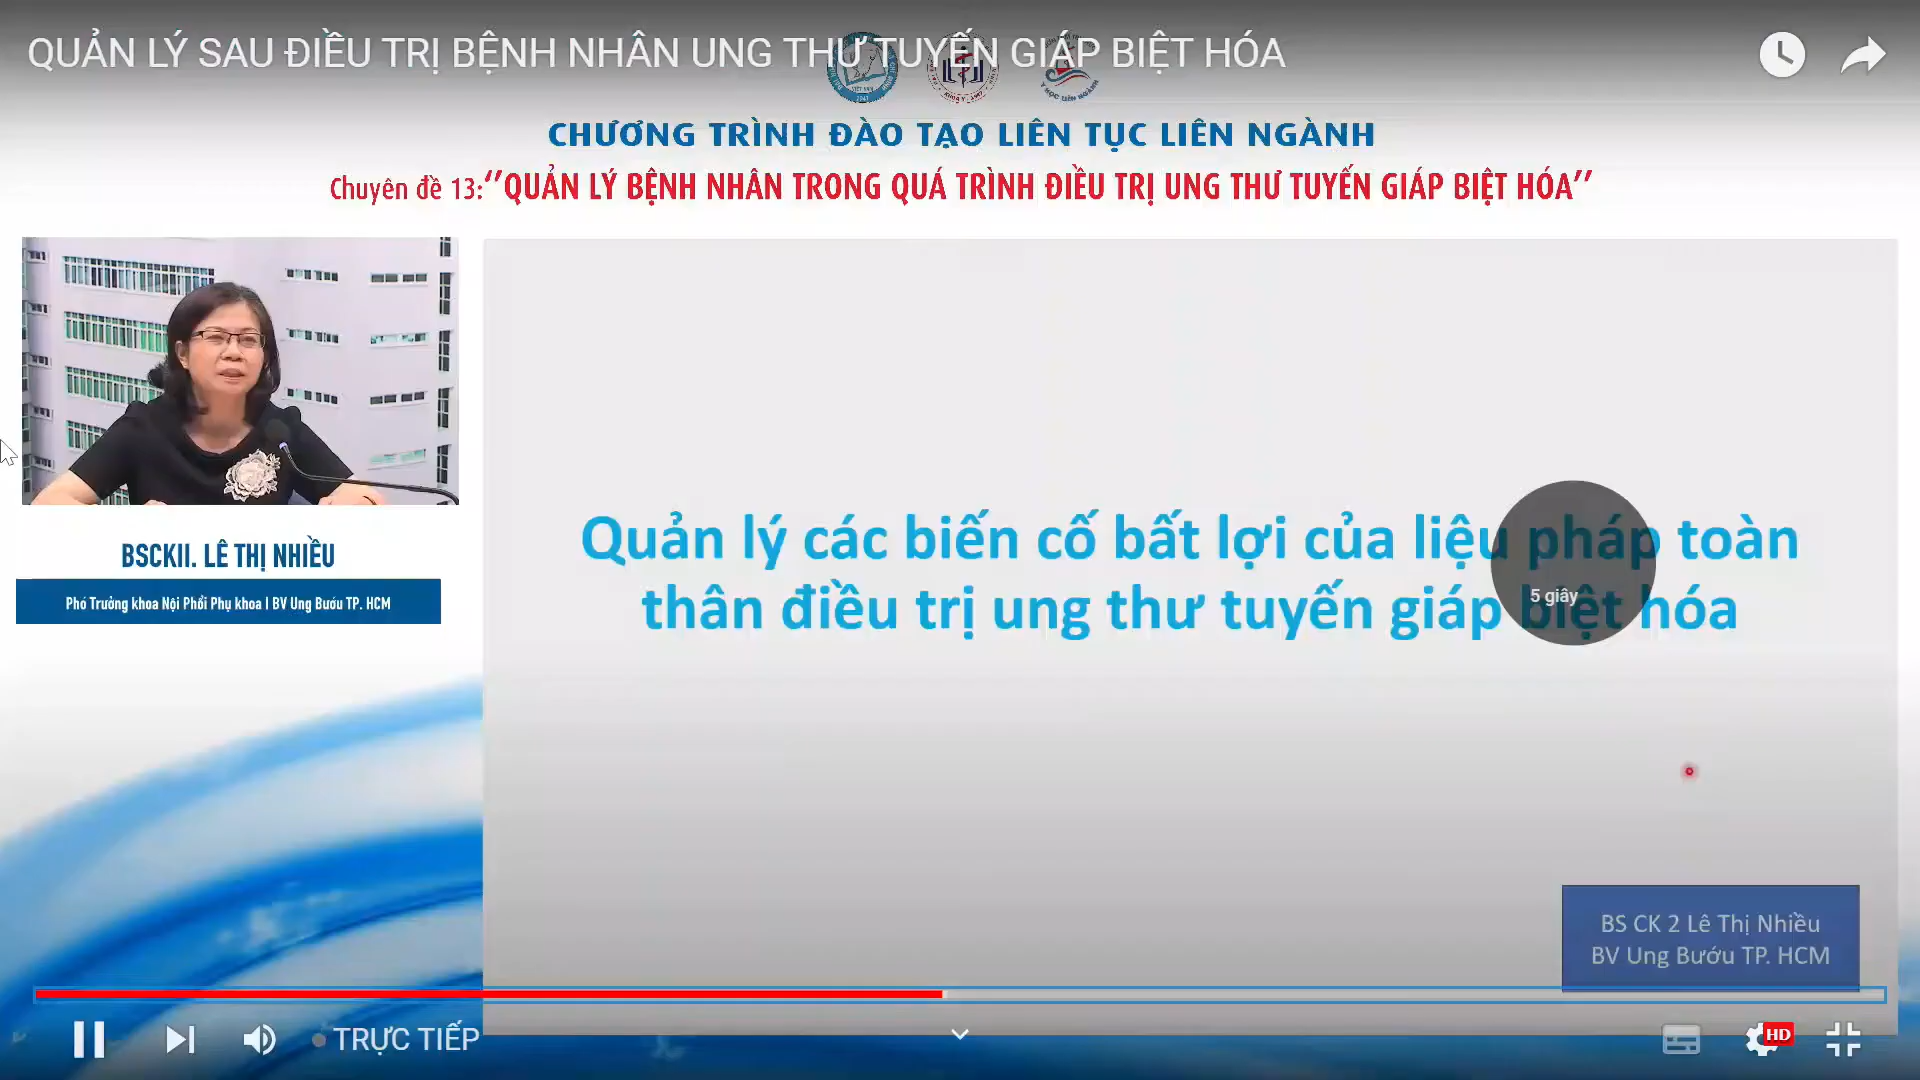 QUẢN LÝ SAU ĐIỀU TRỊ BỆNH NHÂN UNG THƯ TUYẾN GIÁP BIỆT HÓA
CHƯƠNG TRÌNH ĐÀO TẠO LIÊN TỤC LIÊN NGÀNH
Chuyên đề 13:‘‘QUẢN LÝ BỆNH NHÂN TRONG QUÁ TRÌNH ĐIỀU TRỊ UNG THƯ TUYẾN GIÁP BIỆT HÓA’’
BSCKII. LÊ THỊ NHIỀU
Phó Trưởng khoa Nội Phổi Phụ khoa | BV Ung Bướu TP. HCM
Quản lý các biến cố bất lợi của liệu pháp toàn
thân điều trị ung thư tuyến giáp biệt hóa
5 giây
BS CK 2 Lê Thị Nhiều
BV Ung Bướu TP. HCM
TRỰC TIẾP
HD